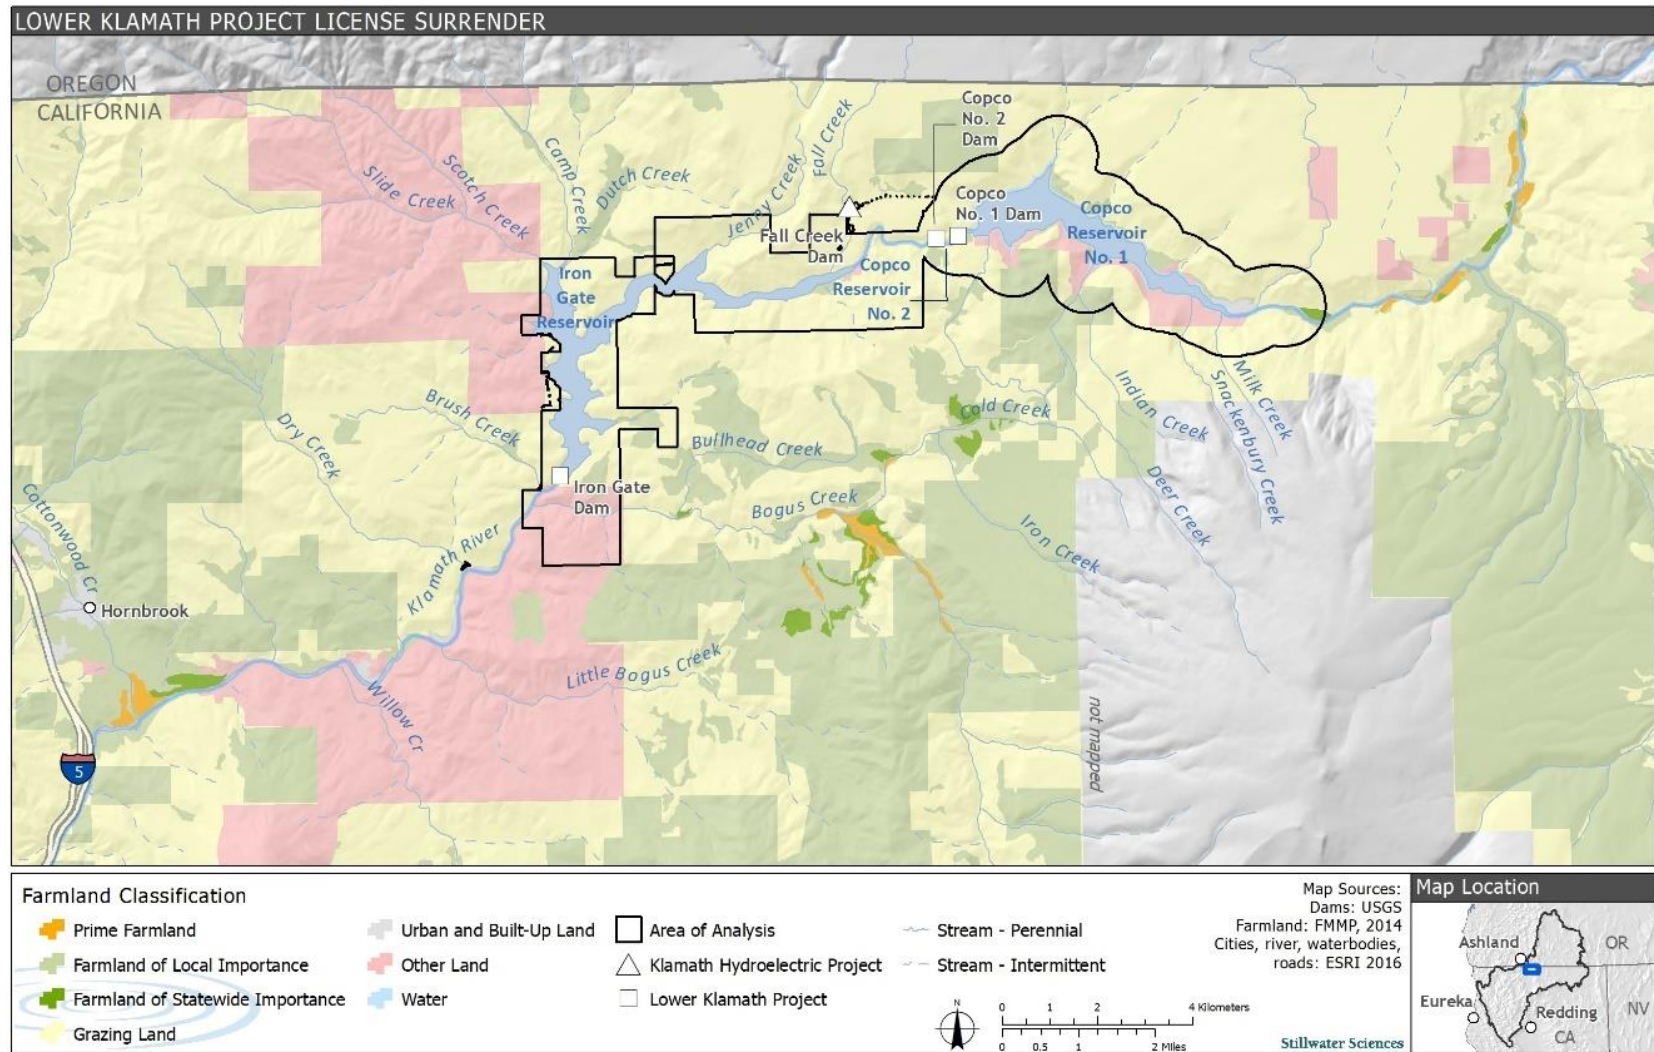 LOWER KLAMATH PROJECT LICENSE SURRENDER
OREGON
CALIFORNIA
Slide Creek
Scotch Creek
Camp Creek
Dutch Creek
Jenny Creek
Fall Creek
Copco
No. 2
Dam
Copco
No. 1 Dam
Copco
Reservoir
No. 1
Fall Creek
Dam
Copco
Reservoir
No. 2
Iron
Gate
Reservoir
Dry Creek
Brush Creek
Bullhead Creek
Cold Creek
Indian Creek
Snackenbury Creek
Milk Creek
Iron Gate
Dam
Bogus Creek
Iron Creek
Deer Creek
Cottonwood Cr
Hornbrook
Klamath River
Little Bogus Creek
Willow Cr
not mapped
5
Farmland Classification
Prime Farmland
Farmland of Local Importance
Farmland of Statewide Importance
Grazing Land
Urban and Built-Up Land
Other Land
Water
Area of Analysis
Klamath Hydroelectric Project
Lower Klamath Project
Stream - Perennial
Stream - Intermittent
N
0 1 2 4 Kilometers
0 0.5 1 2 Miles
Map Sources:
Dams: USGS
Farmland: FMMP, 2014
Cities, river, waterbodies,
roads: ESRI 2016
Stillwater Sciences
Map Location
Ashland
OR
Eureka
Redding
CA
NV